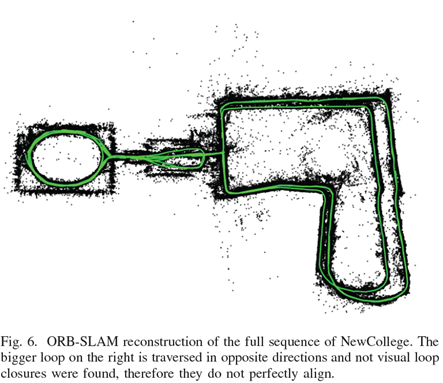 Fig. 6. ORB-SLAM reconstruction of the full sequence of NewCollege. The
bigger loop on the right is traversed in opposite directions and not visual loop
closures were found, therefore they do not perfectly align.